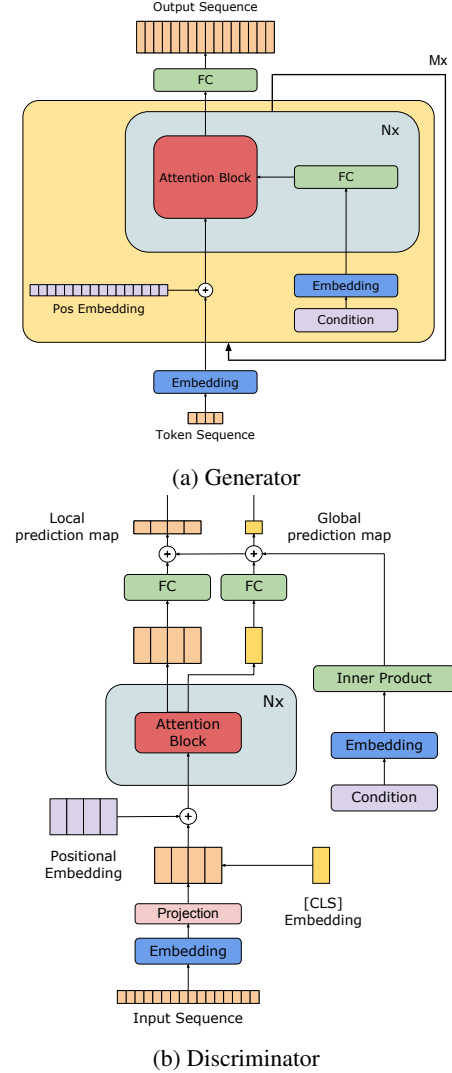 Output Sequence
FC
Mx
Nx
Attention Block
FC
Pos Embedding
Embedding
Condition
Embedding
Token Sequence
(a) Generator
Local
prediction map
Global
prediction map
FC
FC
Nx
Attention
Block
Inner Product
Embedding
Condition
Positional
Embedding
[CLS]
Embedding
Projection
Embedding
Input Sequence
(b) Discriminator